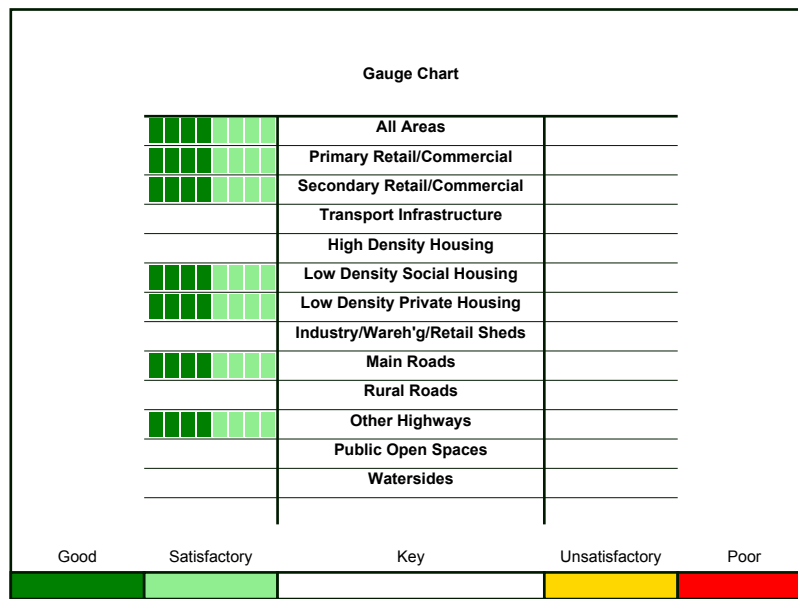 Gauge Chart
All Areas
Primary Retail/Commercial
Secondary Retail/Commercial
Transport Infrastructure
High Density Housing
Low Density Social Housing
Low Density Private Housing
Industry/Wareh'g/Retail Sheds
Main Roads
Rural Roads
Other Highways
Public Open Spaces
Watersides
Good Satisfactory Key Unsatisfactory Poor